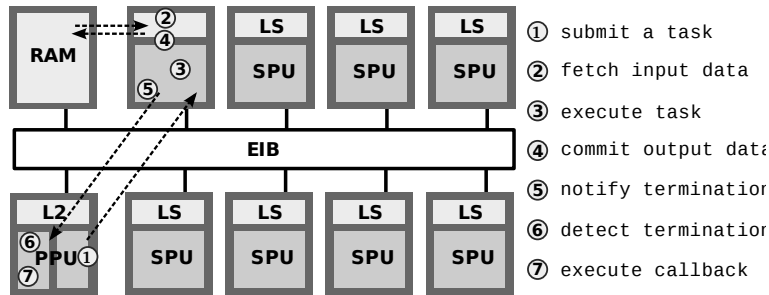 ② LS LS LS ① submit a task
RAM ④ ② fetch input data
③ SPU SPU SPU
⑤ ③ execute task
EIB ④ commit output data
⑤ notify termination
L2 LS LS LS LS
⑥ PPU ① SPU SPU SPU SPU ⑥ detect termination
⑦ ⑦ execute callback